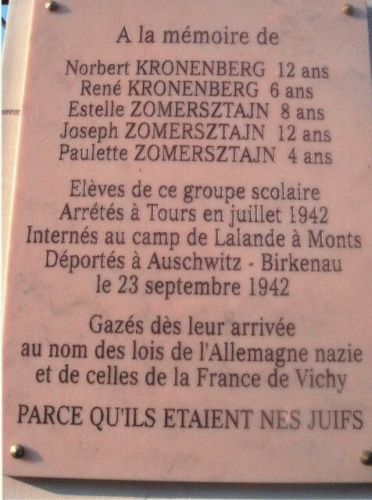 A la mémoire de
Norbert KRONENBERG 12 ans
René KRONENBERG 6 ans
Estelle ZOMERSZTAJN 8 ans
Joseph ZOMERSZTAJN 12 ans
Paulette ZOMERSZTAJN 4 ans
Elèves de ce groupe scolaire
Arrétés à Tours en juillet 1942
Internés au camp de Lalande à Monts
Déportés à Auschwitz - Birkenau
le 23 septembre 1942
Gazés dès leur arrivée
au nom des lois de l'Allemagne nazie
et de celles de la France de Vichy
PARCE QU'ILS ETAIENT NES JUIFS